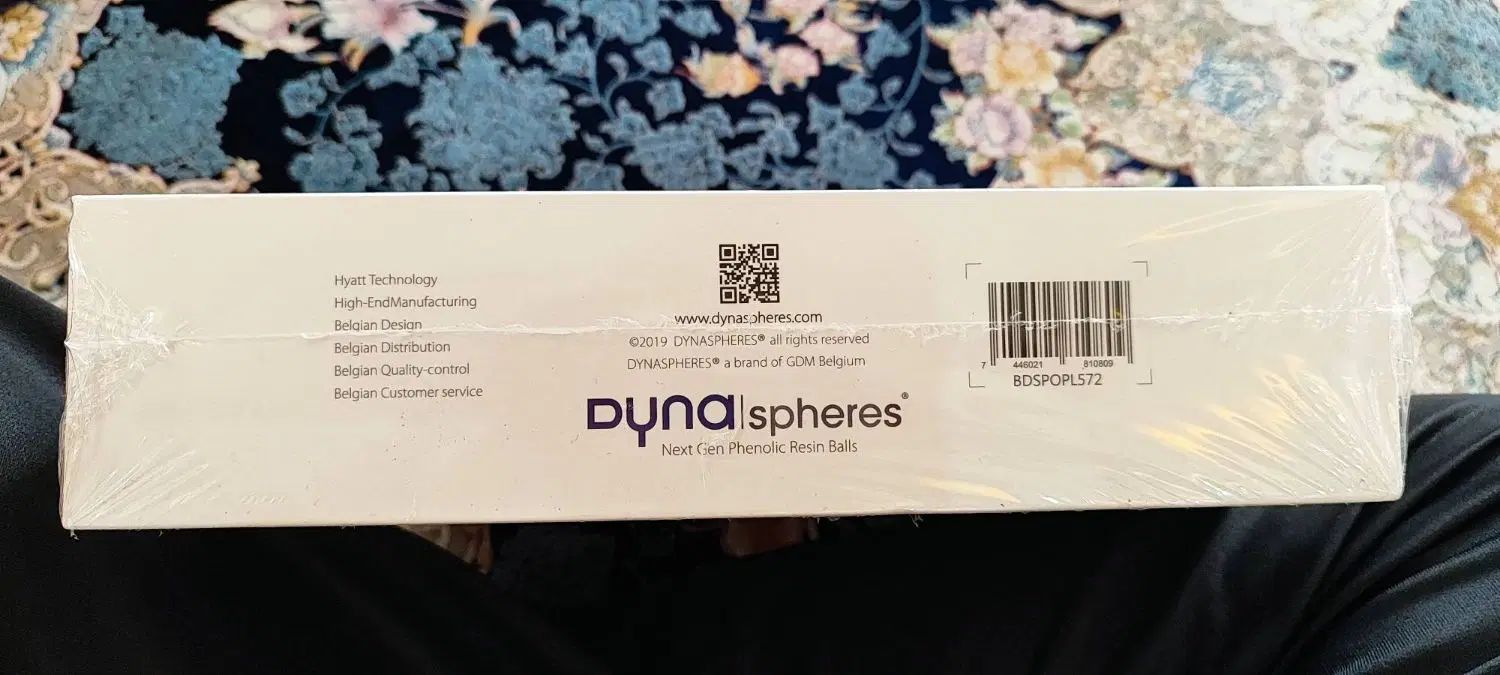 Hyatt Technology
High-EndManufacturing
Belgian Design
Belgian Distribution
Belgian Quality-control
Belgian Customer service
www.dynaspheres.com
©2019 DYNASPHERES® all rights reserved
DYNASPHERES® a brand of GDM Belgium
Dyna|spheres®
Next Gen Phenolic Resin Balls
7 446021 810809
BDSPOPL572